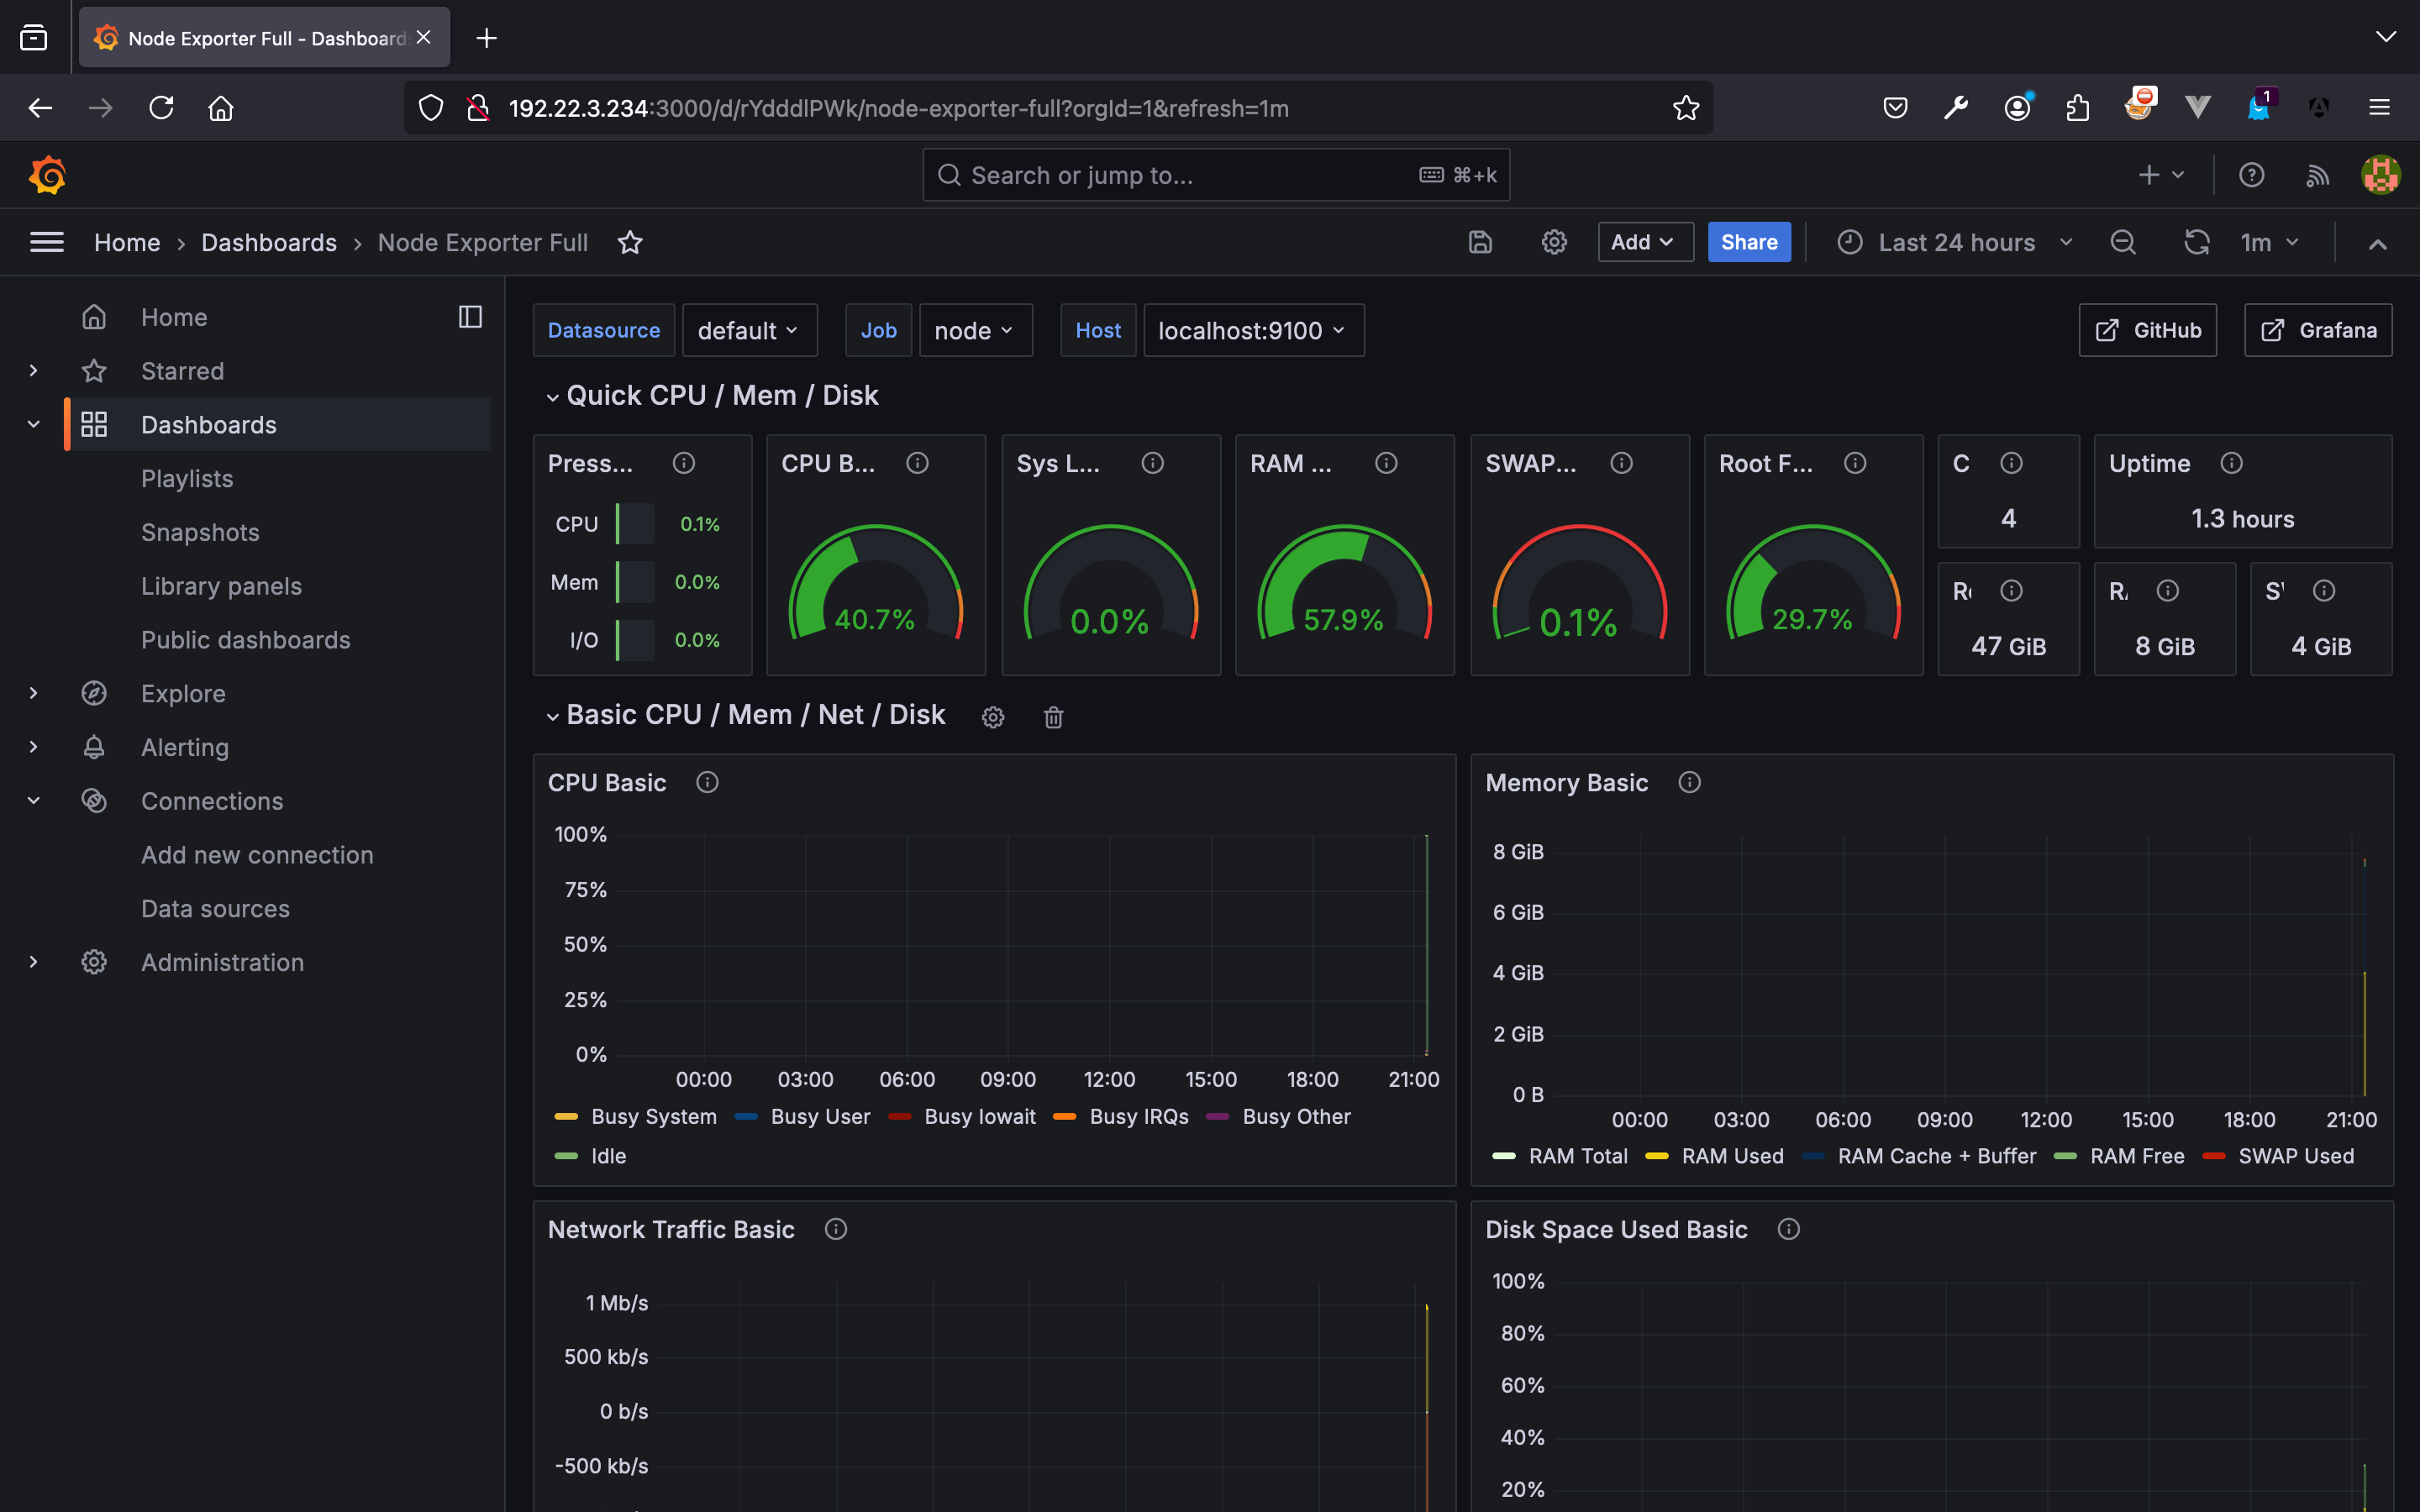 Node Exporter Full - Dashboards
192.22.3.234:3000/d/rYdddlPWk/node-exporter-full?orgId=1&refresh=1m
1
Search or jump to... ⌘+k
Home › Dashboards › Node Exporter Full
Add Share Last 24 hours 1m
Home
Starred
Dashboards
Playlists
Snapshots
Library panels
Public dashboards
Explore
Alerting
Connections
Add new connection
Data sources
Administration
Datasource default Job node Host localhost:9100 GitHub Grafana
Quick CPU / Mem / Disk
Press...
CPU 0.1%
Mem 0.0%
I/O 0.0%
CPU B...
40.7%
Sys L...
0.0%
RAM ...
57.9%
SWAP...
0.1%
Root F...
29.7%
C
4
Uptime
1.3 hours
47 GiB
8 GiB
4 GiB
Basic CPU / Mem / Net / Disk
CPU Basic
100%
75%
50%
25%
0%
00:00 03:00 06:00 09:00 12:00 15:00 18:00 21:00
Busy System Busy User Busy Iowait Busy IRQs Busy Other
Idle
Memory Basic
8 GiB
6 GiB
4 GiB
2 GiB
0 B
00:00 03:00 06:00 09:00 12:00 15:00 18:00 21:00
RAM Total RAM Used RAM Cache + Buffer RAM Free SWAP Used
Network Traffic Basic
1 Mb/s
500 kb/s
0 b/s
-500 kb/s
Disk Space Used Basic
100%
80%
60%
40%
20%